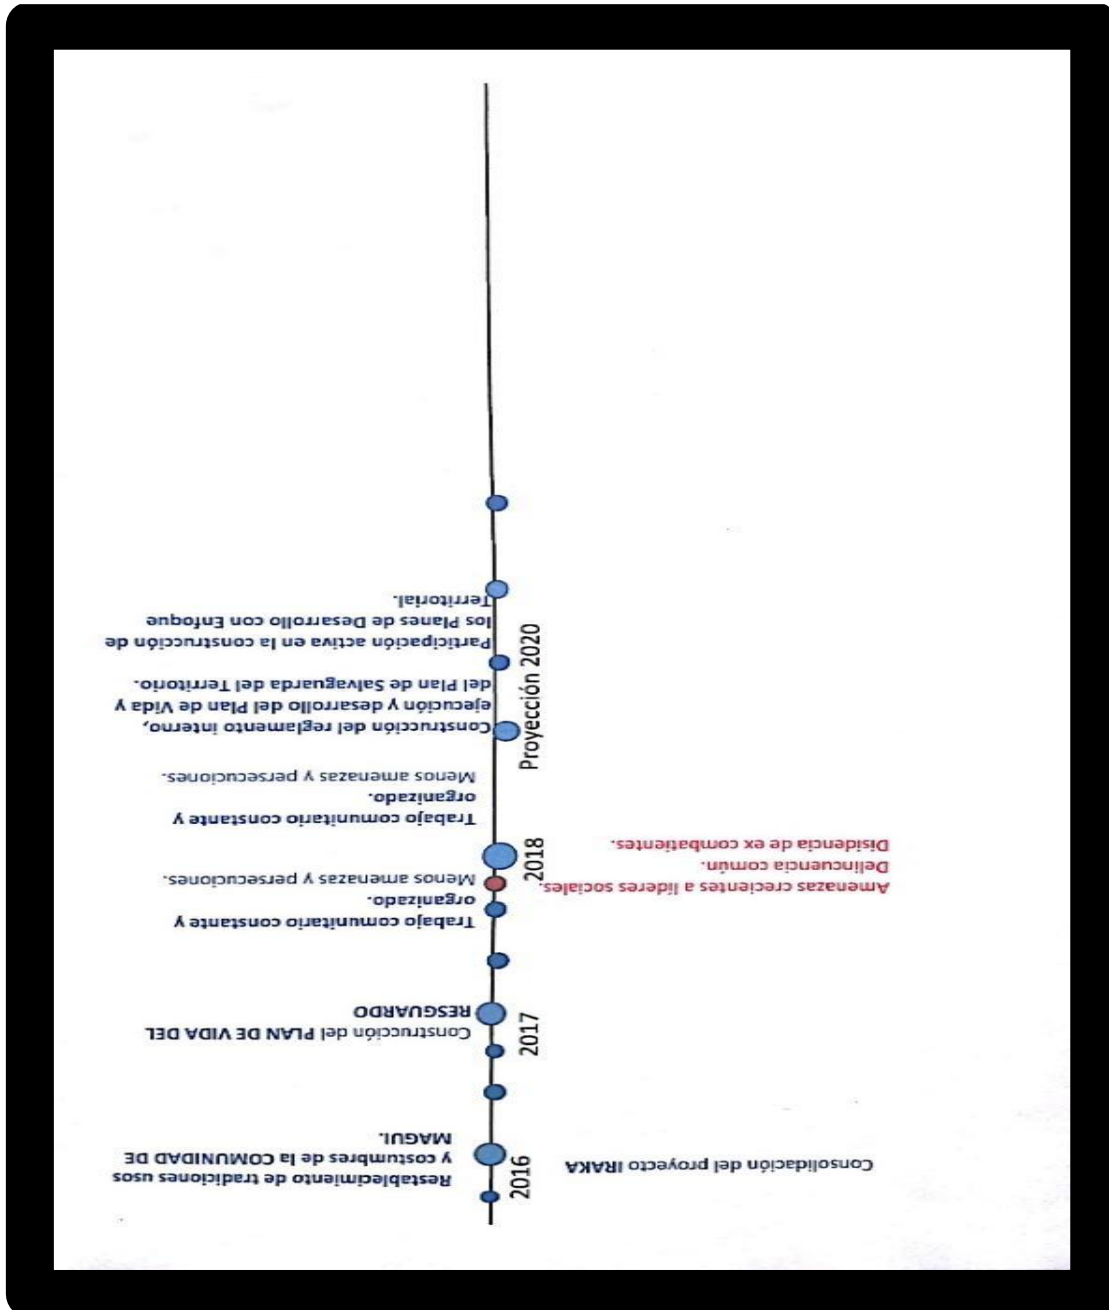 Restablecimiento de tradiciones usos
y costumbres de la COMUNIDAD DE
MAGUI.
2016
Consolidación del proyecto IRAKA
Construcción del PLAN DE VIDA DEL
RESGUARDO
2017
Trabajo comunitario constante y
organizado.
Menos amenazas y persecuciones.
2018
Amenazas crecientes a líderes sociales.
Delincuencia común.
Disidencia de ex combatientes.
Trabajo comunitario constante y
organizado.
Menos amenazas y persecuciones.
Construcción del reglamento interno,
ejecución y desarrollo del Plan de Vida y
del Plan de Salvaguarda del Territorio.
Proyección 2020
Participación activa en la construcción de
los Planes de Desarrollo con Enfoque
Territorial.